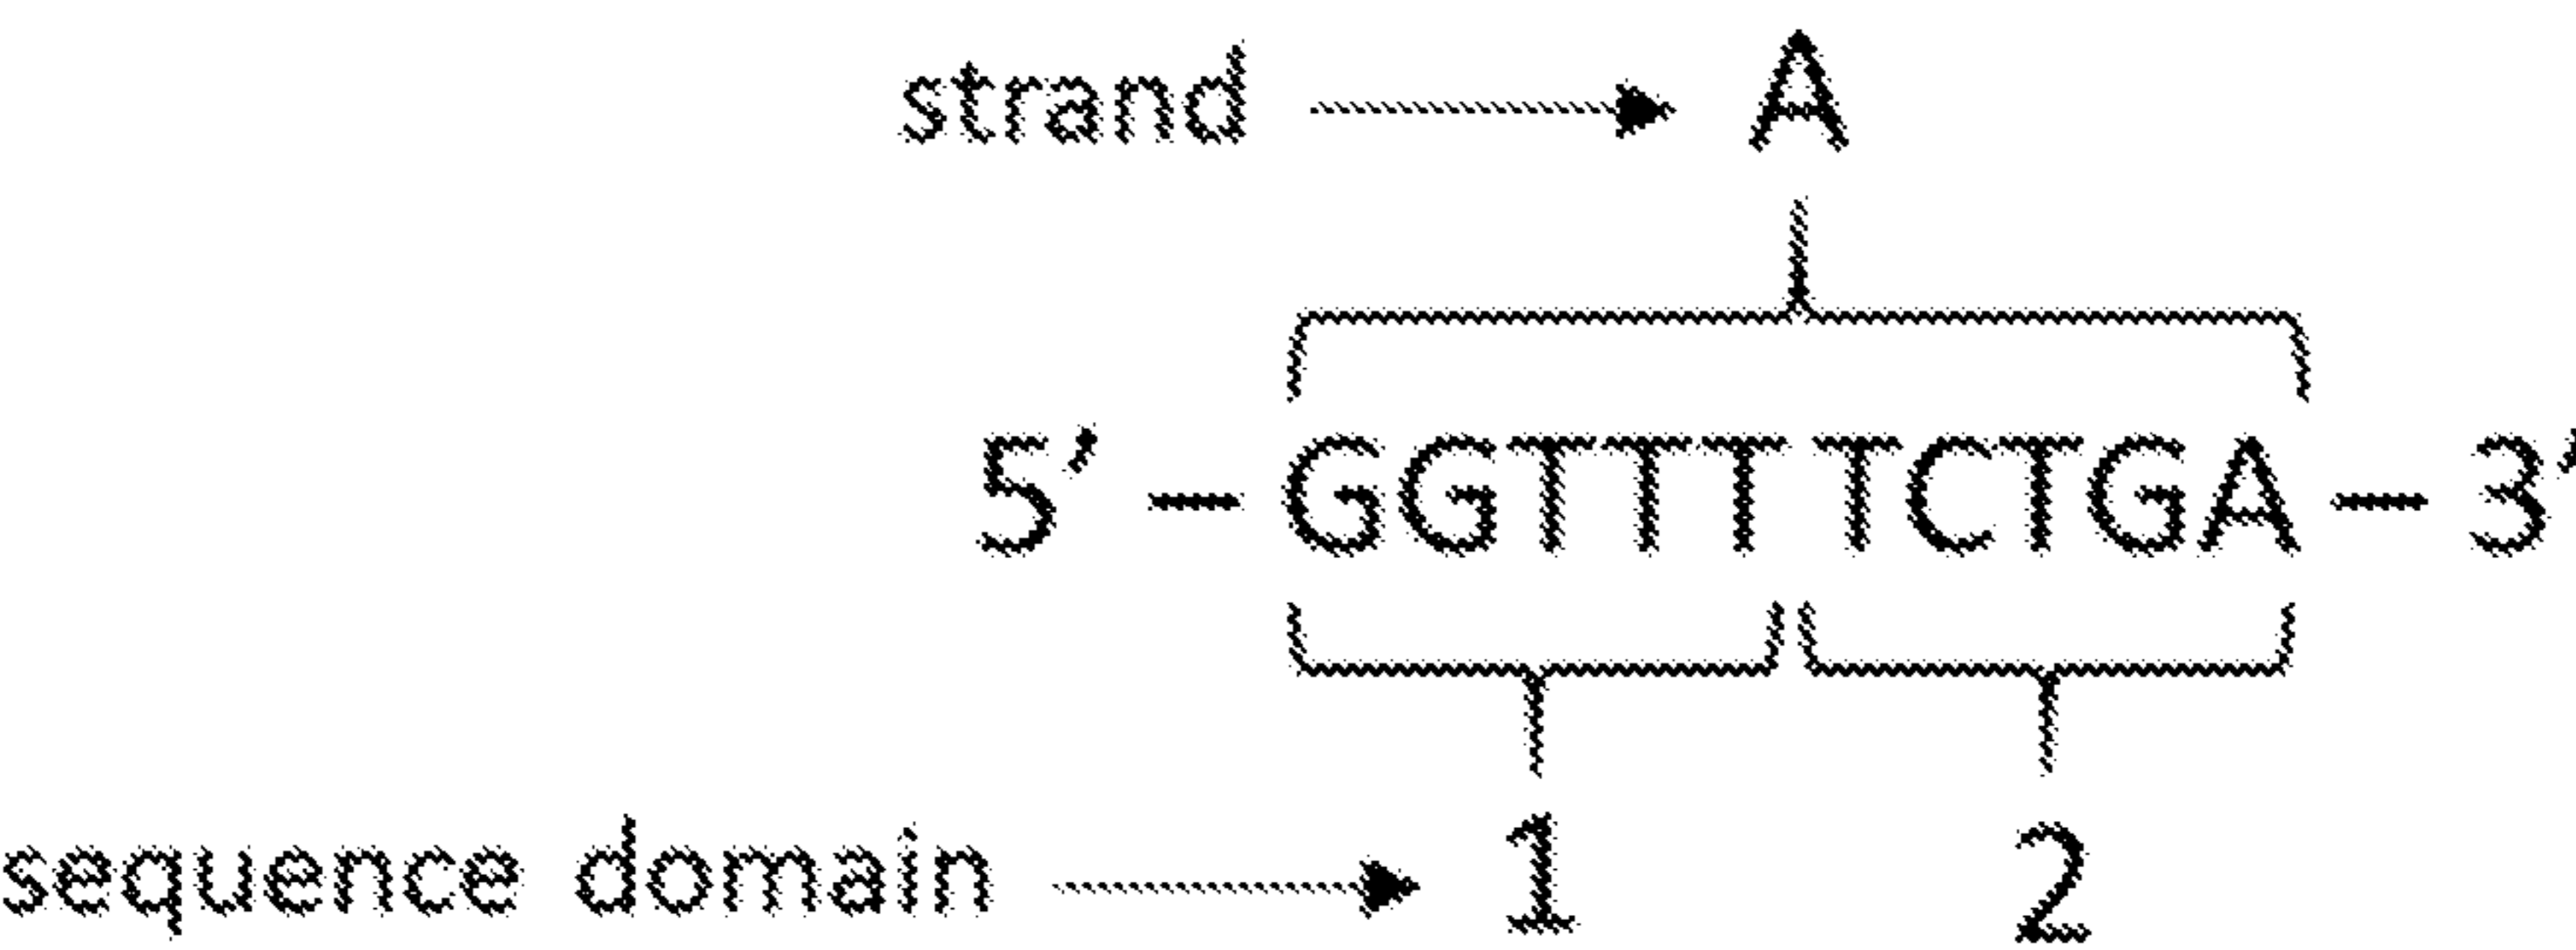 strand A
5’ – GGTTTTCTGA – 3’
sequence domain 1 2